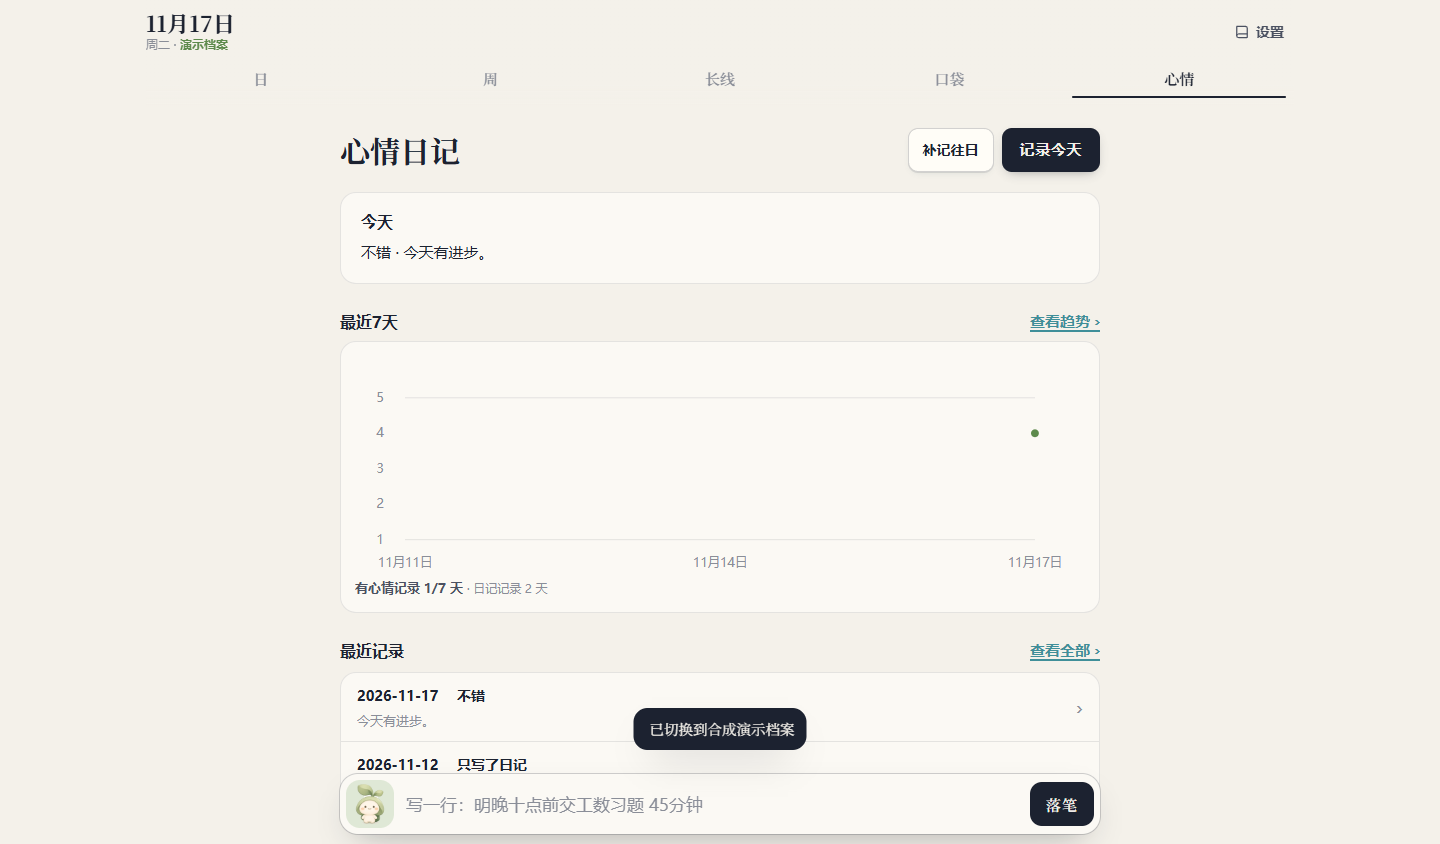 11月17日
周二 · 演示档案
设置
日 周 长线 口袋 心情
心情日记
补记往日
记录今天
今天
不错 · 今天有进步。
最近7天
查看趋势 ›
5
4
3
2
1
11月11日 11月14日 11月17日
有心情记录 1/7 天 · 日记记录 2 天
最近记录
查看全部 ›
2026-11-17 不错
今天有进步。
›
已切换到合成演示档案
2026-11-12 只写了日记
写一行：明晚十点前交工数习题 45分钟
落笔